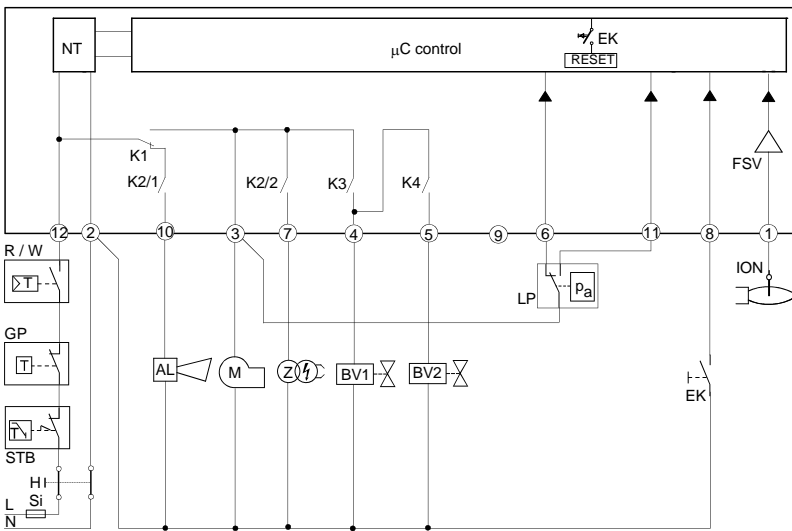 NT
μC control
EK
RESET
K1
K2/1
K2/2
K3
K4
FSV
12
2
10
3
7
4
5
9
6
11
8
1
R / W
T
GP
T
STB
T
H
Si
L
N
AL
M
Z
BV1
BV2
LP
pa
EK
ION